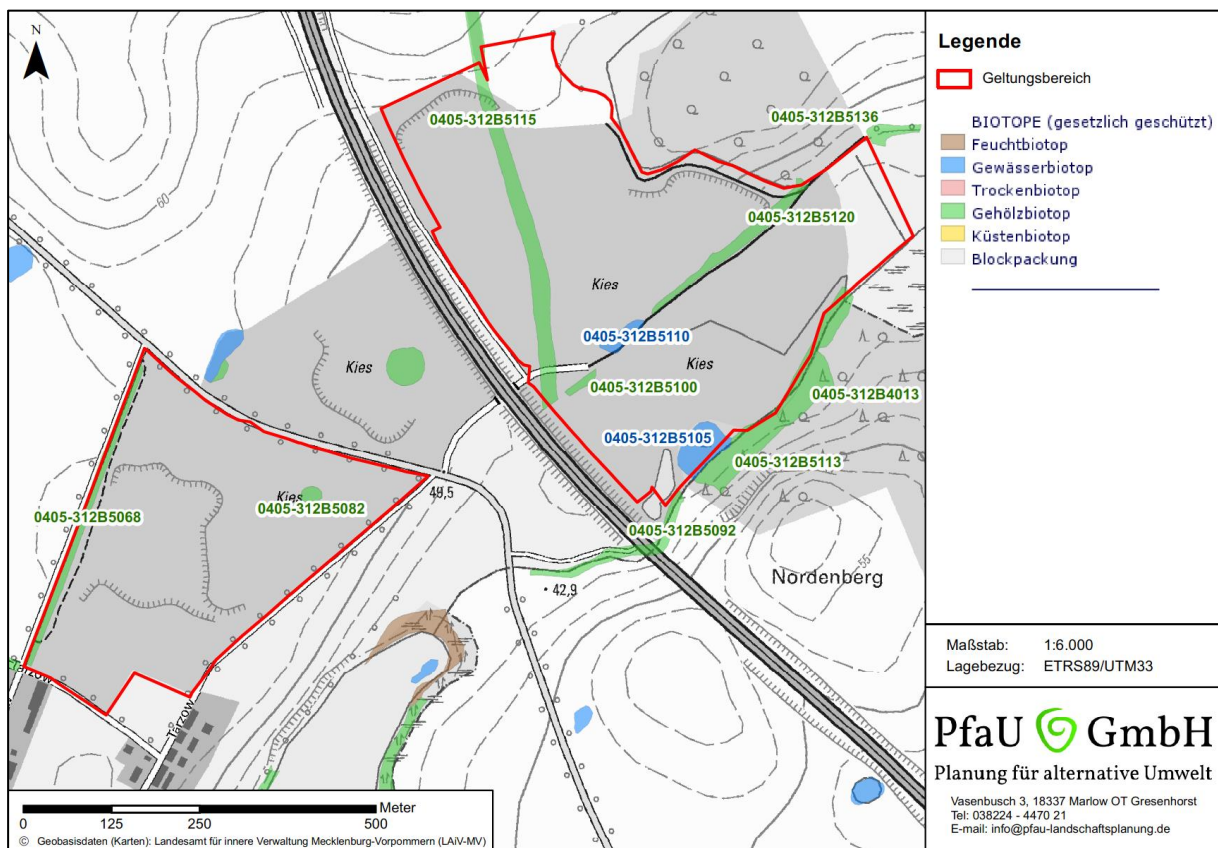 N
60
0405-312B5115
0405-312B5136
0405-312B5120
Kies
0405-312B5110
Kies
Kies
0405-312B5100
0405-312B4013
0405-312B5105
0405-312B5113
49,5
Kies
0405-312B5082
0405-312B5068
0405-312B5092
55
Nordenberg
42,9
Tarzow
0
125
250
500
Meter
© Geobasisdaten (Karten): Landesamt für innere Verwaltung Mecklenburg-Vorpommern (LAiV-MV)
Legende
Geltungsbereich
BIOTOPE (gesetzlich geschützt)
Feuchtbiotop
Gewässerbiotop
Trockenbiotop
Gehölzbiotop
Küstenbiotop
Blockpackung
Maßstab: 1:6.000
Lagebezug: ETRS89/UTM33
PfaU GmbH
Planung für alternative Umwelt
Vasenbusch 3, 18337 Marlow OT Gresenhorst
Tel: 038224 - 4470 21
E-mail: info@pfau-landschaftsplanung.de